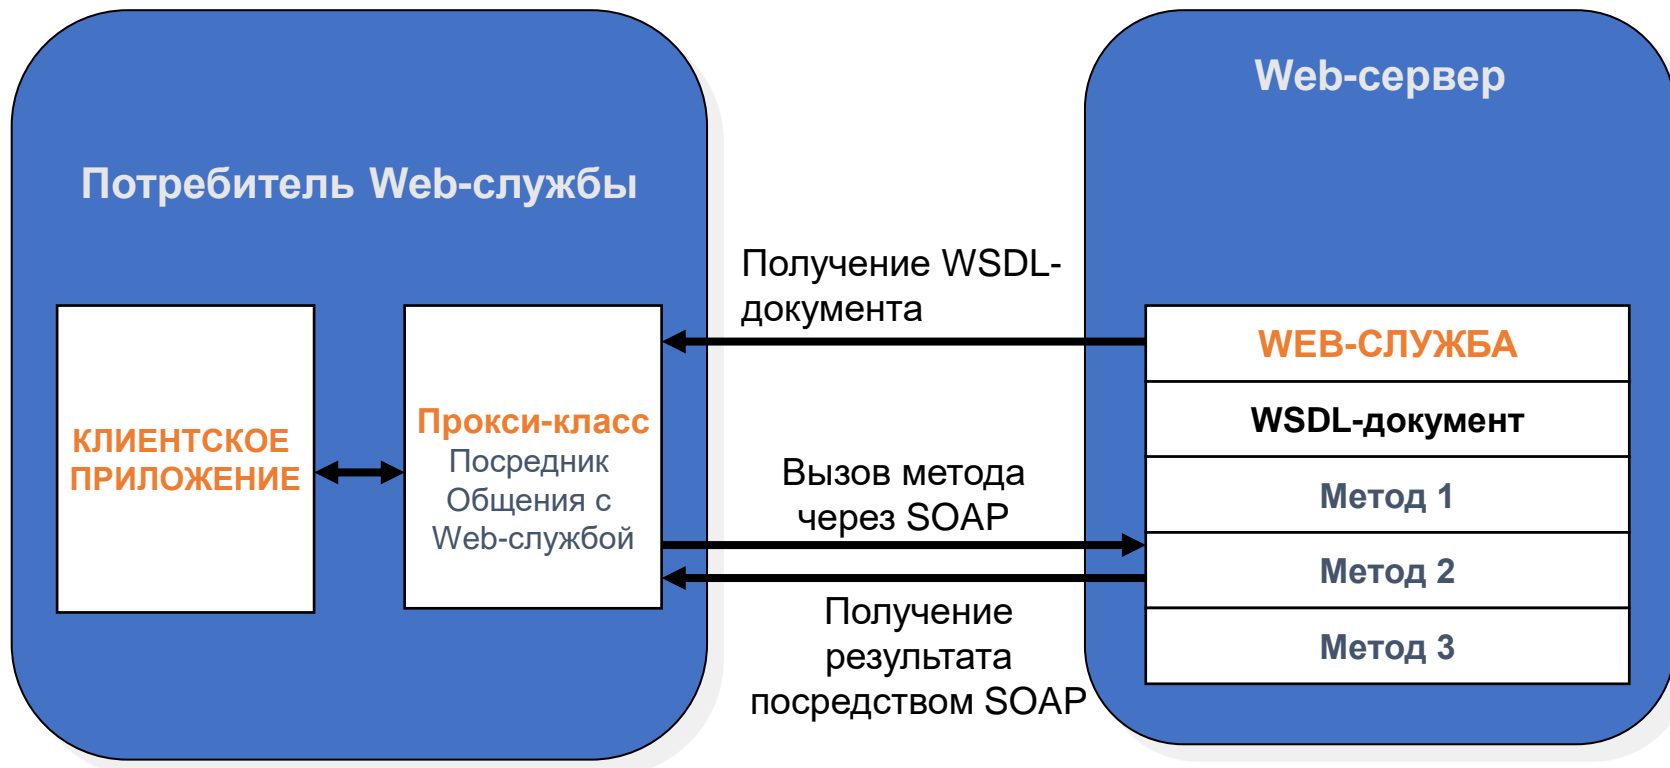 Потребитель Web-службы
КЛИЕНТСКОЕ
ПРИЛОЖЕНИЕ
Прокси-класс
Посредник
Общения с
Web-службой
Получение WSDL-
документа
Вызов метода
через SOAP
Получение
результата
посредством SOAP
Web-сервер
WEB-СЛУЖБА
WSDL-документ
Метод 1
Метод 2
Метод 3